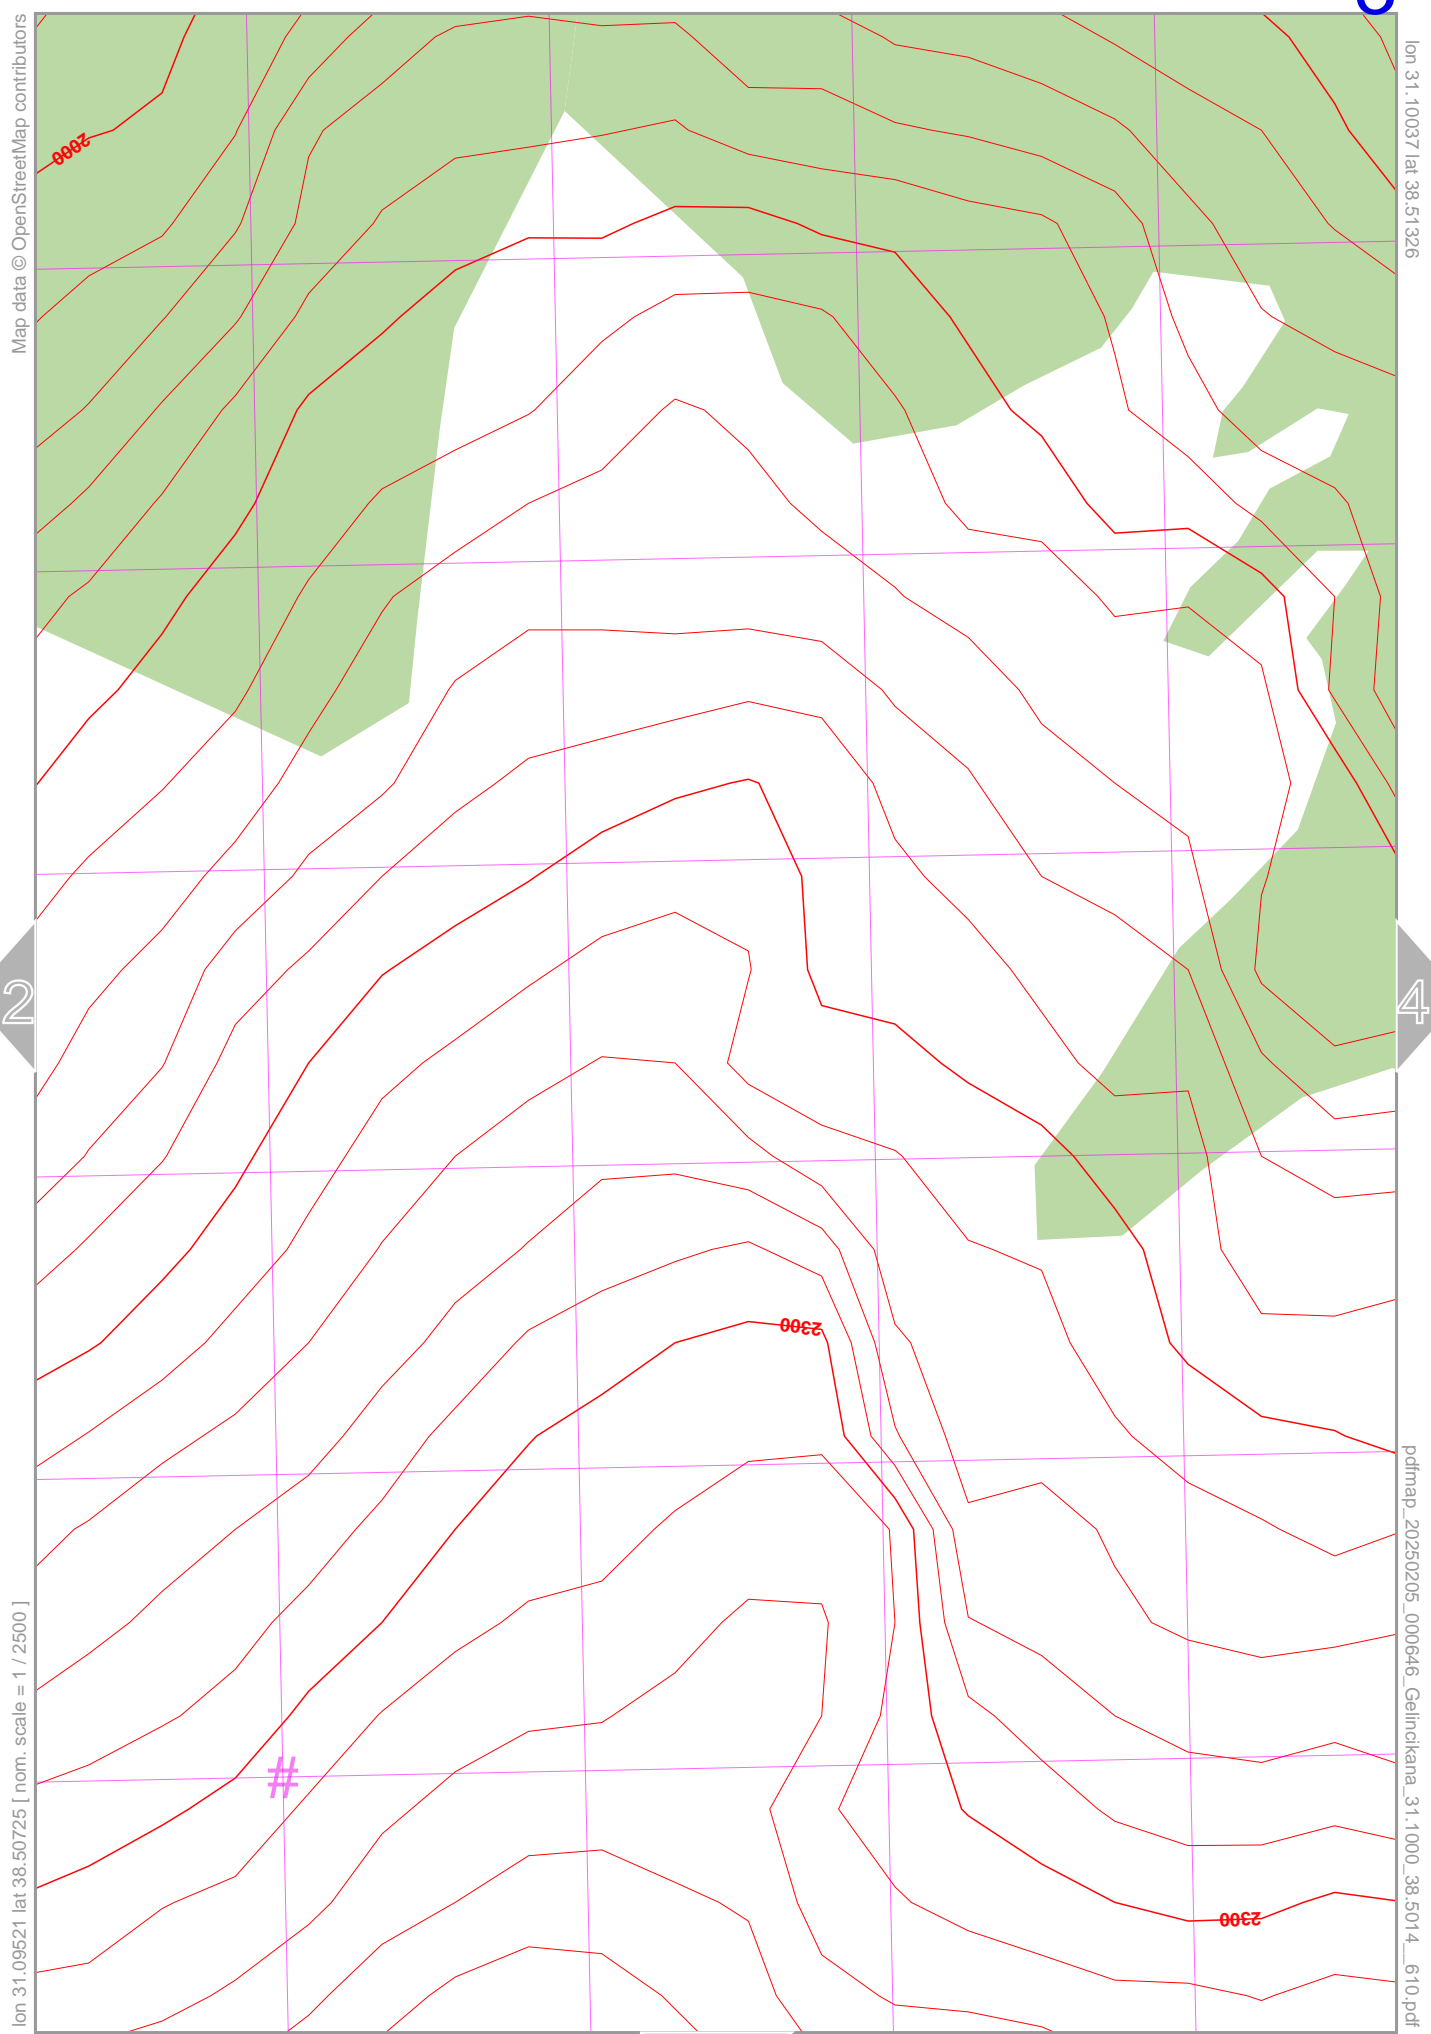 Map data © OpenStreetMap contributors
lon 31.10037 lat 38.51326
2000
2
4
2300
2300
#
lon 31.09521 lat 38.50725 [ nom. scale = 1 / 2500 ]
pdfmap_20250205_000646_Gelincikana_31.1000_38.5014__610.pdf